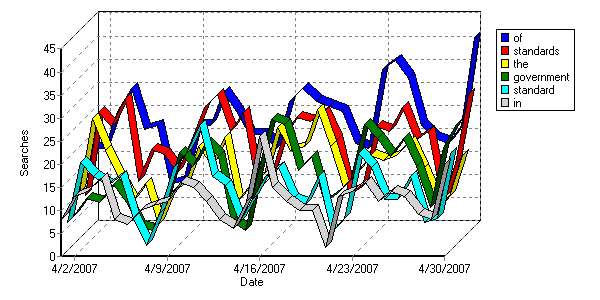 45
40
35
30
25
20
15
10
5
0
Searches
4/2/2007 4/9/2007 4/16/2007 4/23/2007 4/30/2007
Date
of
standards
the
government
standard
in